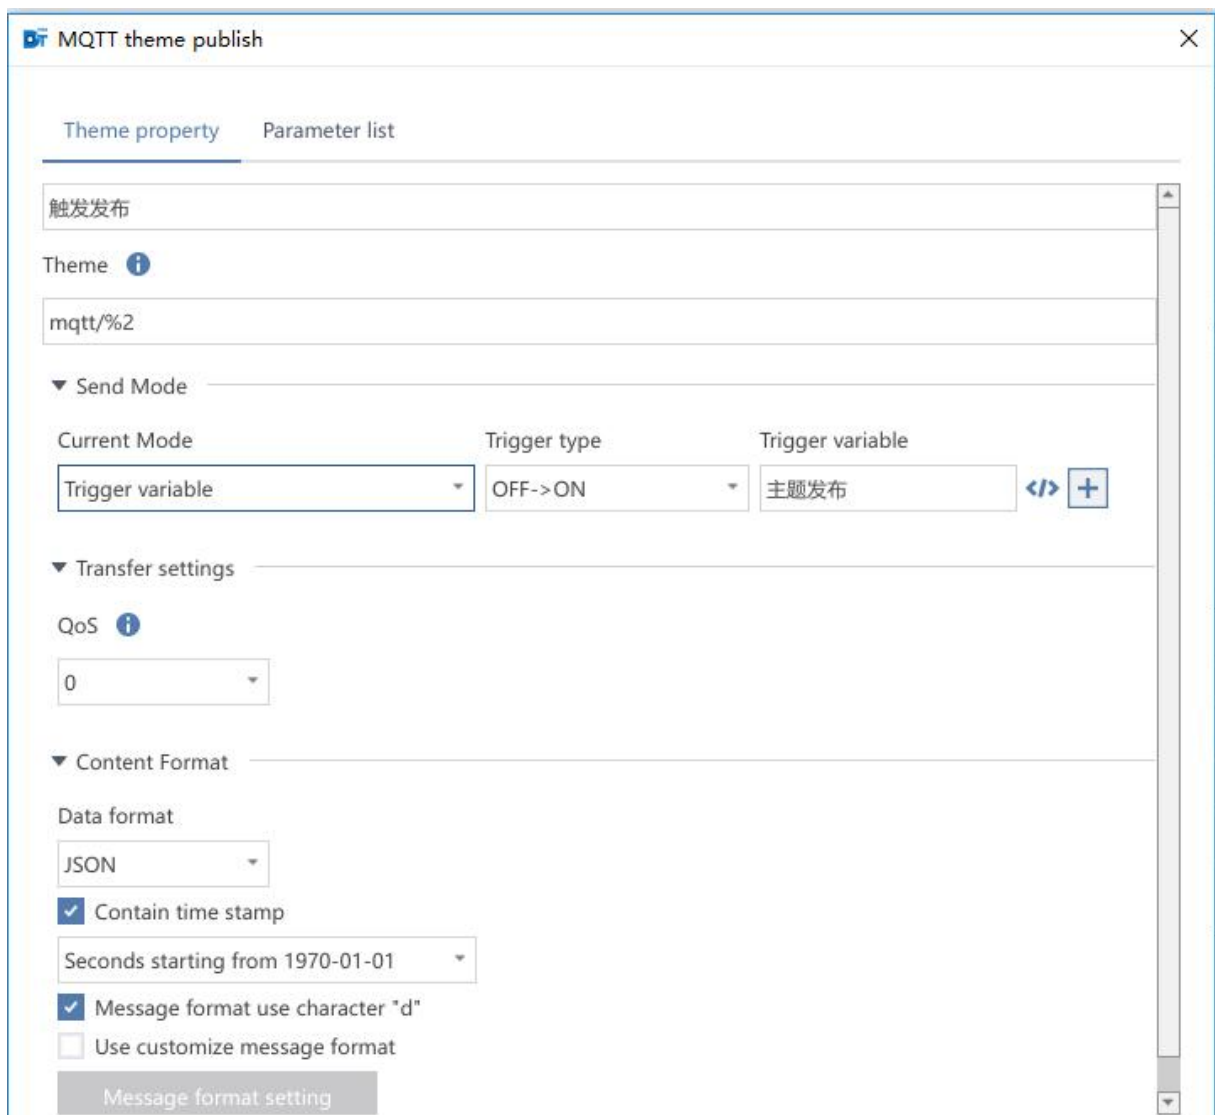 DT MQTT theme publish
Theme property Parameter list
触发发布
Theme
mqtt/%2
Send Mode
Current Mode Trigger type Trigger variable
Trigger variable OFF->ON 主题发布 </> +
Transfer settings
QoS
0
Content Format
Data format
JSON
Contain time stamp
Seconds starting from 1970-01-01
Message format use character "d"
Use customize message format
Message format setting